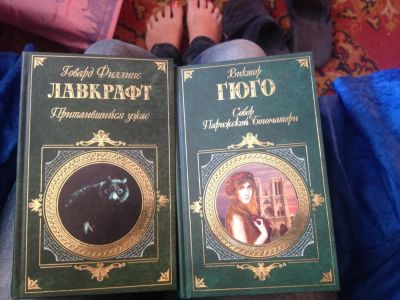 Говард Филлипс
ЛАВКРАФТ
Притаившийся ужас
Виктор
ГЮГО
Собор
Парижской Богоматери